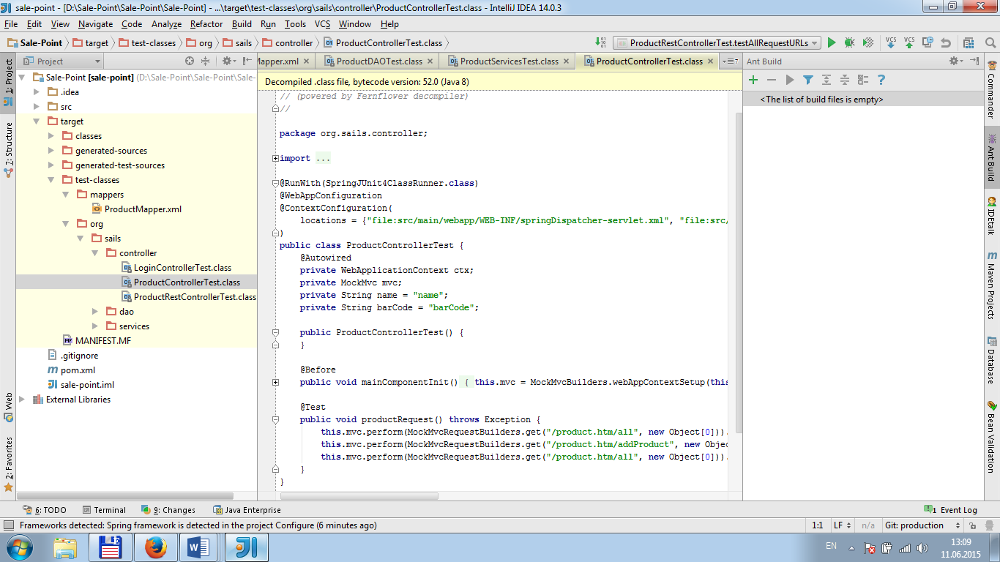 sale-point - [D:\Sale-Point\Sale-Point\Sale-Point] - ...\target\test-classes\org\sails\controller\ProductControllerTest.class - IntelliJ IDEA 14.0.3
File Edit View Navigate Code Analyze Refactor Build Run Tools VCS Window Help
Sale-Point target test-classes org sails controller ProductControllerTest.class ProductRestControllerTest.testAllRequestURLs VCS VCS
Project Mapper.xml ProductDAOTest.class ProductServicesTest.class ProductControllerTest.class Ant Build
Sale-Point [sale-point] (D:\Sale-Point\Sale-Point\Sale-
.idea
src
target
classes
generated-sources
generated-test-sources
test-classes
mappers
ProductMapper.xml
org
sails
controller
LoginControllerTest.class
ProductControllerTest.class
ProductRestControllerTest.class
dao
services
MANIFEST.MF
.gitignore
pom.xml
sale-point.iml
External Libraries
Decompiled .class file, bytecode version: 52.0 (Java 8)
// (powered by Fernflower decompiler)
//
package org.sails.controller;
import ...
@RunWith(SpringJUnit4ClassRunner.class)
@WebAppConfiguration
@ContextConfiguration(
locations = {"file:src/main/webapp/WEB-INF/springDispatcher-servlet.xml", "file:src/
)
public class ProductControllerTest {
@Autowired
private WebApplicationContext ctx;
private MockMvc mvc;
private String name = "name";
private String barCode = "barCode";
public ProductControllerTest() {
}
@Before
public void mainComponentInit() { this.mvc = MockMvcBuilders.webAppContextSetup(this
@Test
public void productRequest() throws Exception {
this.mvc.perform(MockMvcRequestBuilders.get("/product.htm/all", new Object[0])).
this.mvc.perform(MockMvcRequestBuilders.get("/product.htm/addProduct", new Objec
this.mvc.perform(MockMvcRequestBuilders.get("/product.htm/all", new Object[0])).
}
}
<The list of build files is empty>
1: Project
7: Structure
Web
2: Favorites
Commander
Ant Build
IDEtalk
Maven Projects
Database
Bean Validation
6: TODO Terminal 9: Changes Java Enterprise 1 Event Log
Frameworks detected: Spring framework is detected in the project Configure (6 minutes ago) 1:1 LF n/a Git: production
EN 13:09
11.06.2015